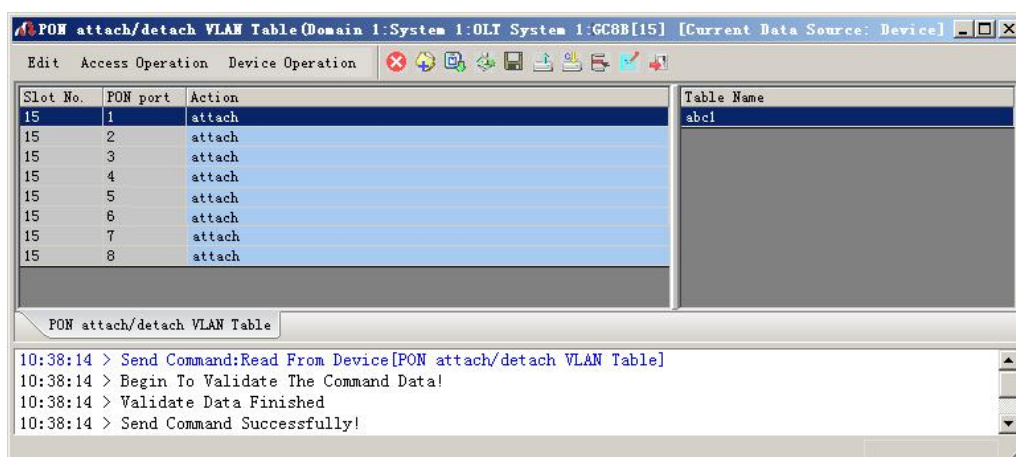 PON attach/detach VLAN Table(Domain 1:System 1:OLT System 1:GC8B[15] [Current Data Source: Device]
Edit Access Operation Device Operation
Slot No. PON port Action Table Name
15 1 attach abc1
15 2 attach
15 3 attach
15 4 attach
15 5 attach
15 6 attach
15 7 attach
15 8 attach
PON attach/detach VLAN Table
10:38:14 > Send Command:Read From Device[PON attach/detach VLAN Table]
10:38:14 > Begin To Validate The Command Data!
10:38:14 > Validate Data Finished
10:38:14 > Send Command Successfully!